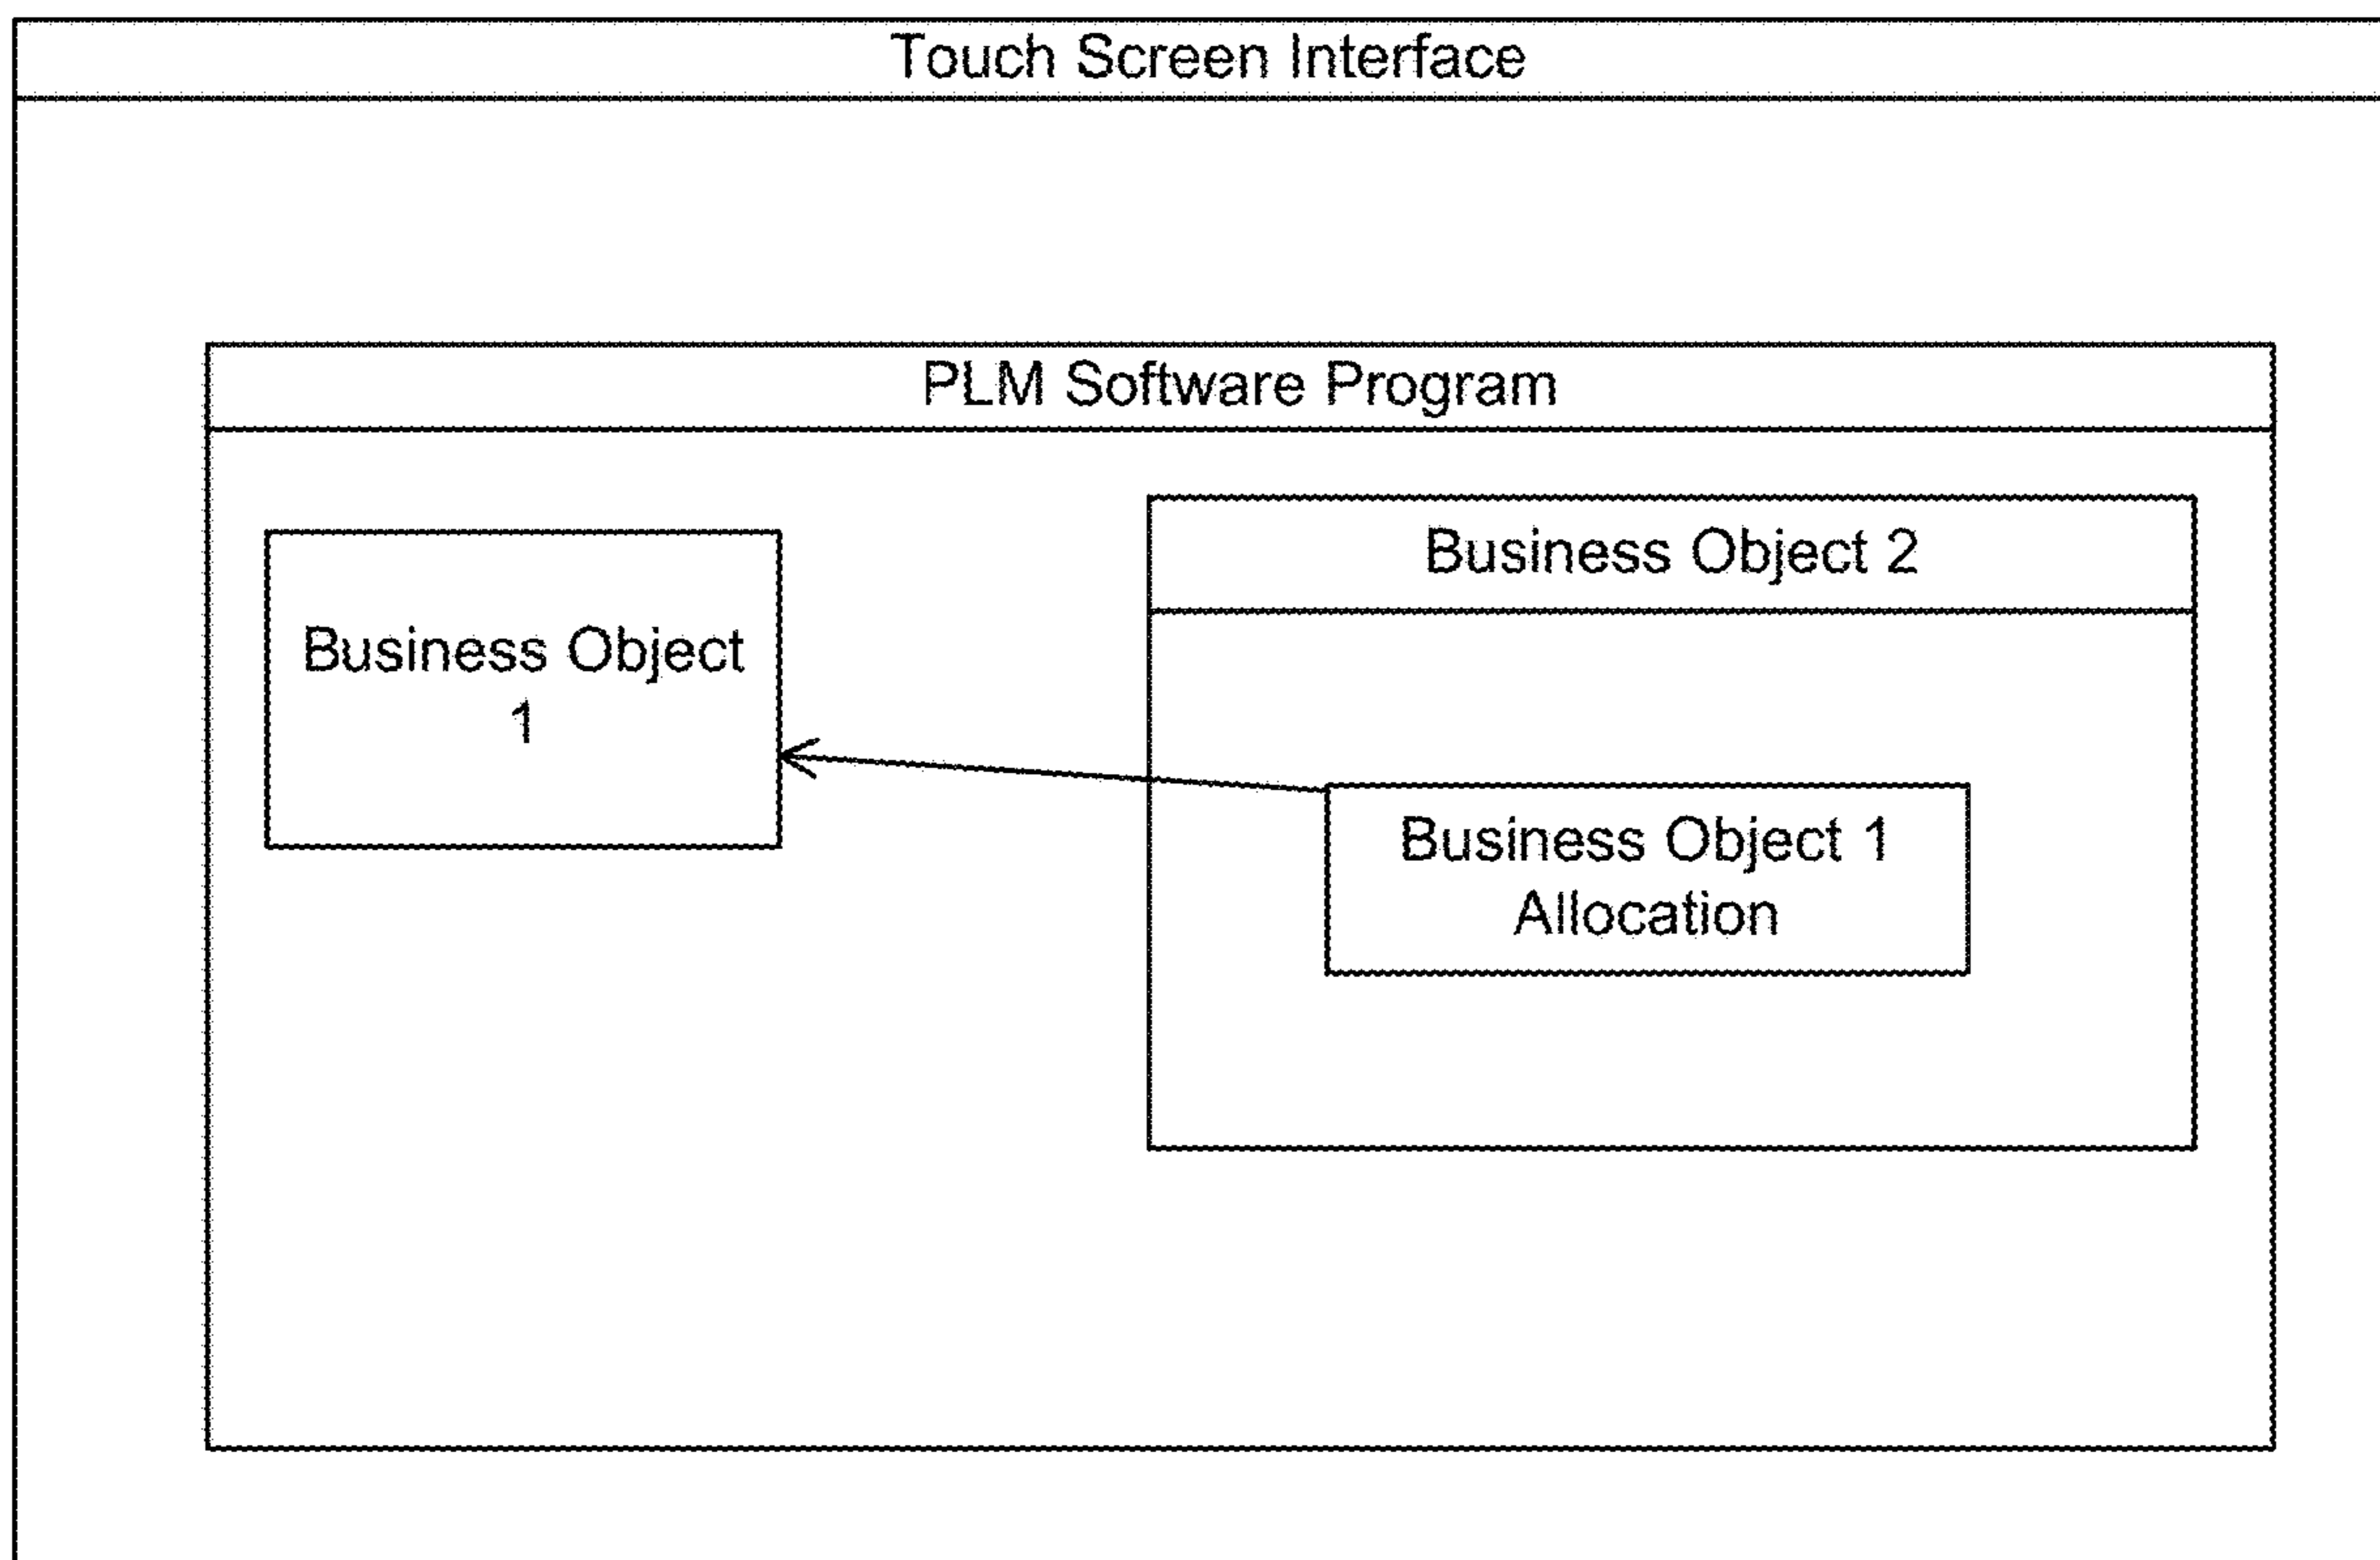 Touch Screen Interface
PLM Software Program
Business Object
1
Business Object 2
Business Object 1
Allocation